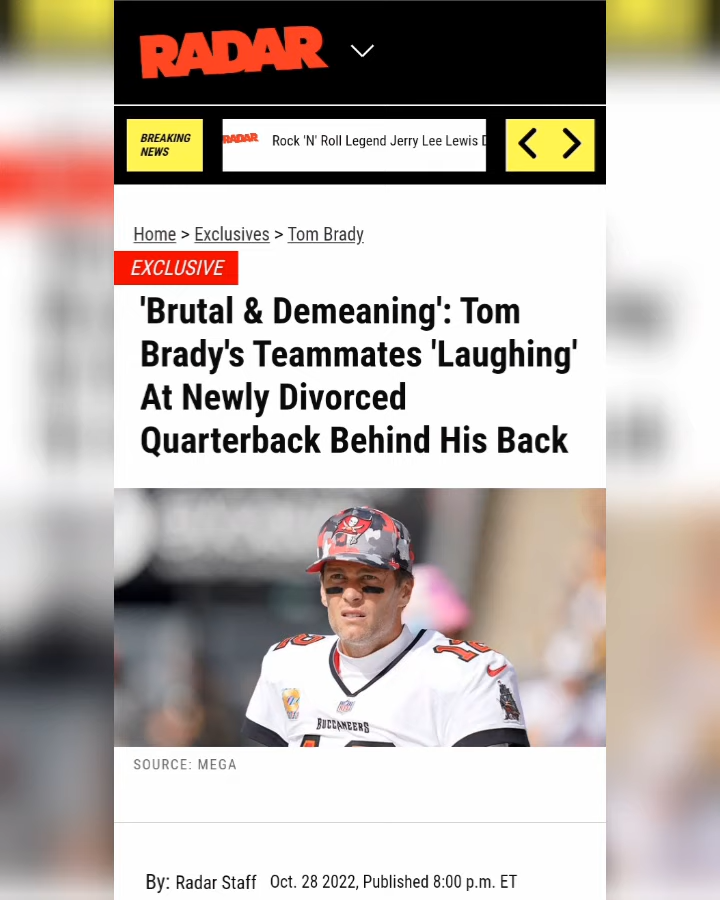 RADAR
BREAKING
NEWS
RADAR Rock 'N' Roll Legend Jerry Lee Lewis
Home > Exclusives > Tom Brady
EXCLUSIVE
'Brutal & Demeaning': Tom
Brady's Teammates 'Laughing'
At Newly Divorced
Quarterback Behind His Back
12
BUCCANEERS
SOURCE: MEGA
By: Radar Staff Oct. 28 2022, Published 8:00 p.m. ET